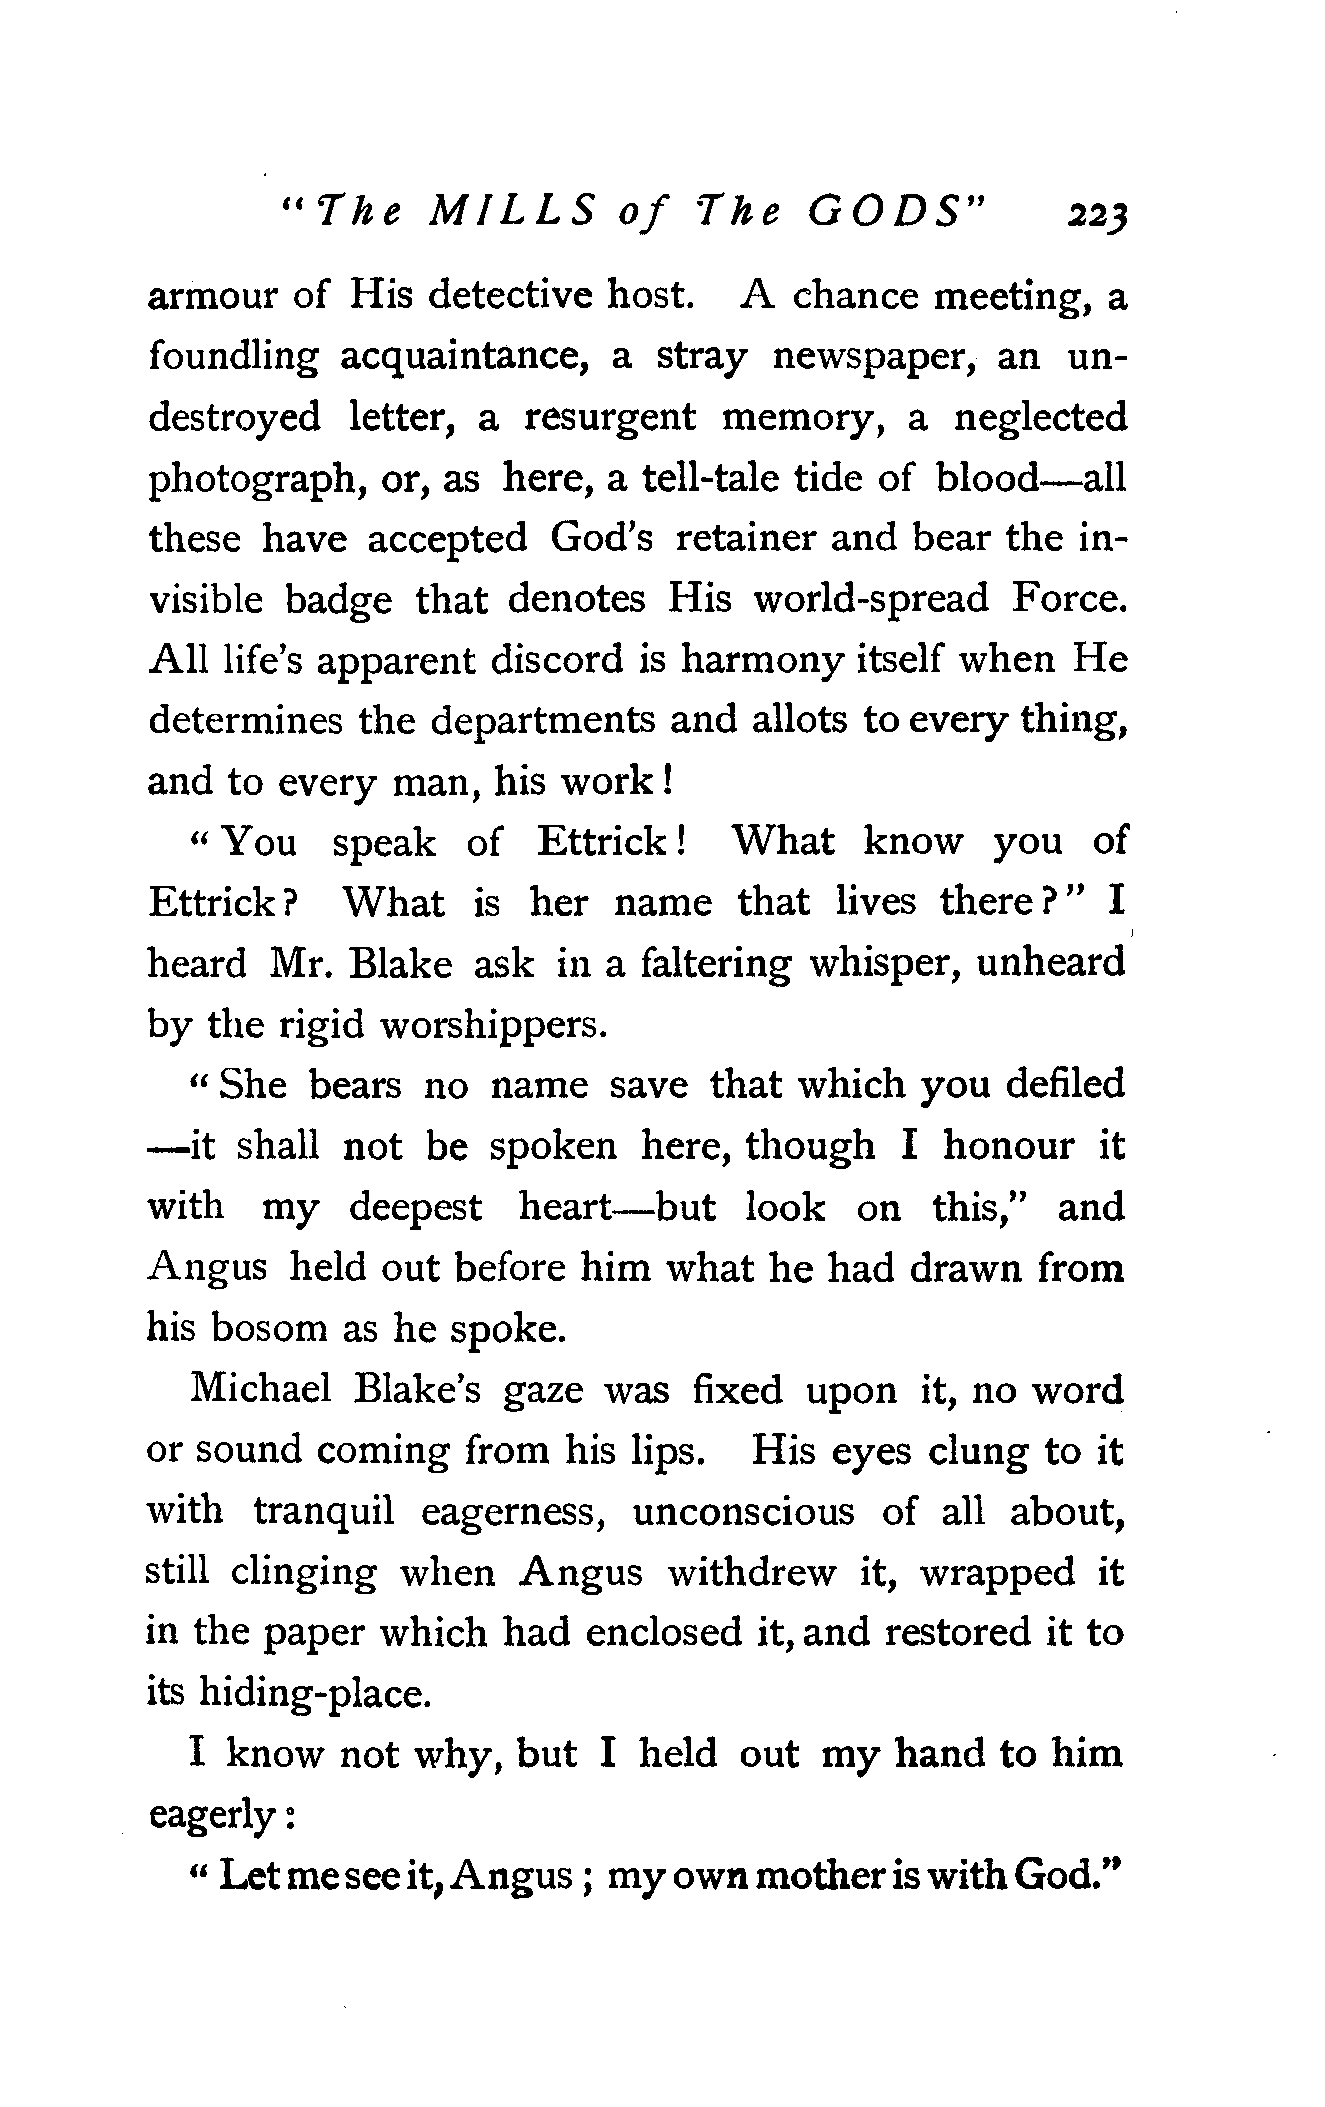 "The MILLS of The GODS" 223
armour of His detective host. A chance meeting, a
foundling acquaintance, a stray newspaper, an un-
destroyed letter, a resurgent memory, a neglected
photograph, or, as here, a tell-tale tide of blood—all
these have accepted God's retainer and bear the in-
visible badge that denotes His world-spread Force.
All life's apparent discord is harmony itself when He
determines the departments and allots to every thing,
and to every man, his work!
"You speak of Ettrick! What know you of
Ettrick? What is her name that lives there?" I
heard Mr. Blake ask in a faltering whisper, unheard
by the rigid worshippers.
"She bears no name save that which you defiled
—it shall not be spoken here, though I honour it
with my deepest heart—but look on this," and
Angus held out before him what he had drawn from
his bosom as he spoke.
Michael Blake's gaze was fixed upon it, no word
or sound coming from his lips. His eyes clung to it
with tranquil eagerness, unconscious of all about,
still clinging when Angus withdrew it, wrapped it
in the paper which had enclosed it, and restored it to
its hiding-place.
I know not why, but I held out my hand to him
eagerly:
"Let me see it, Angus; my own mother is with God."